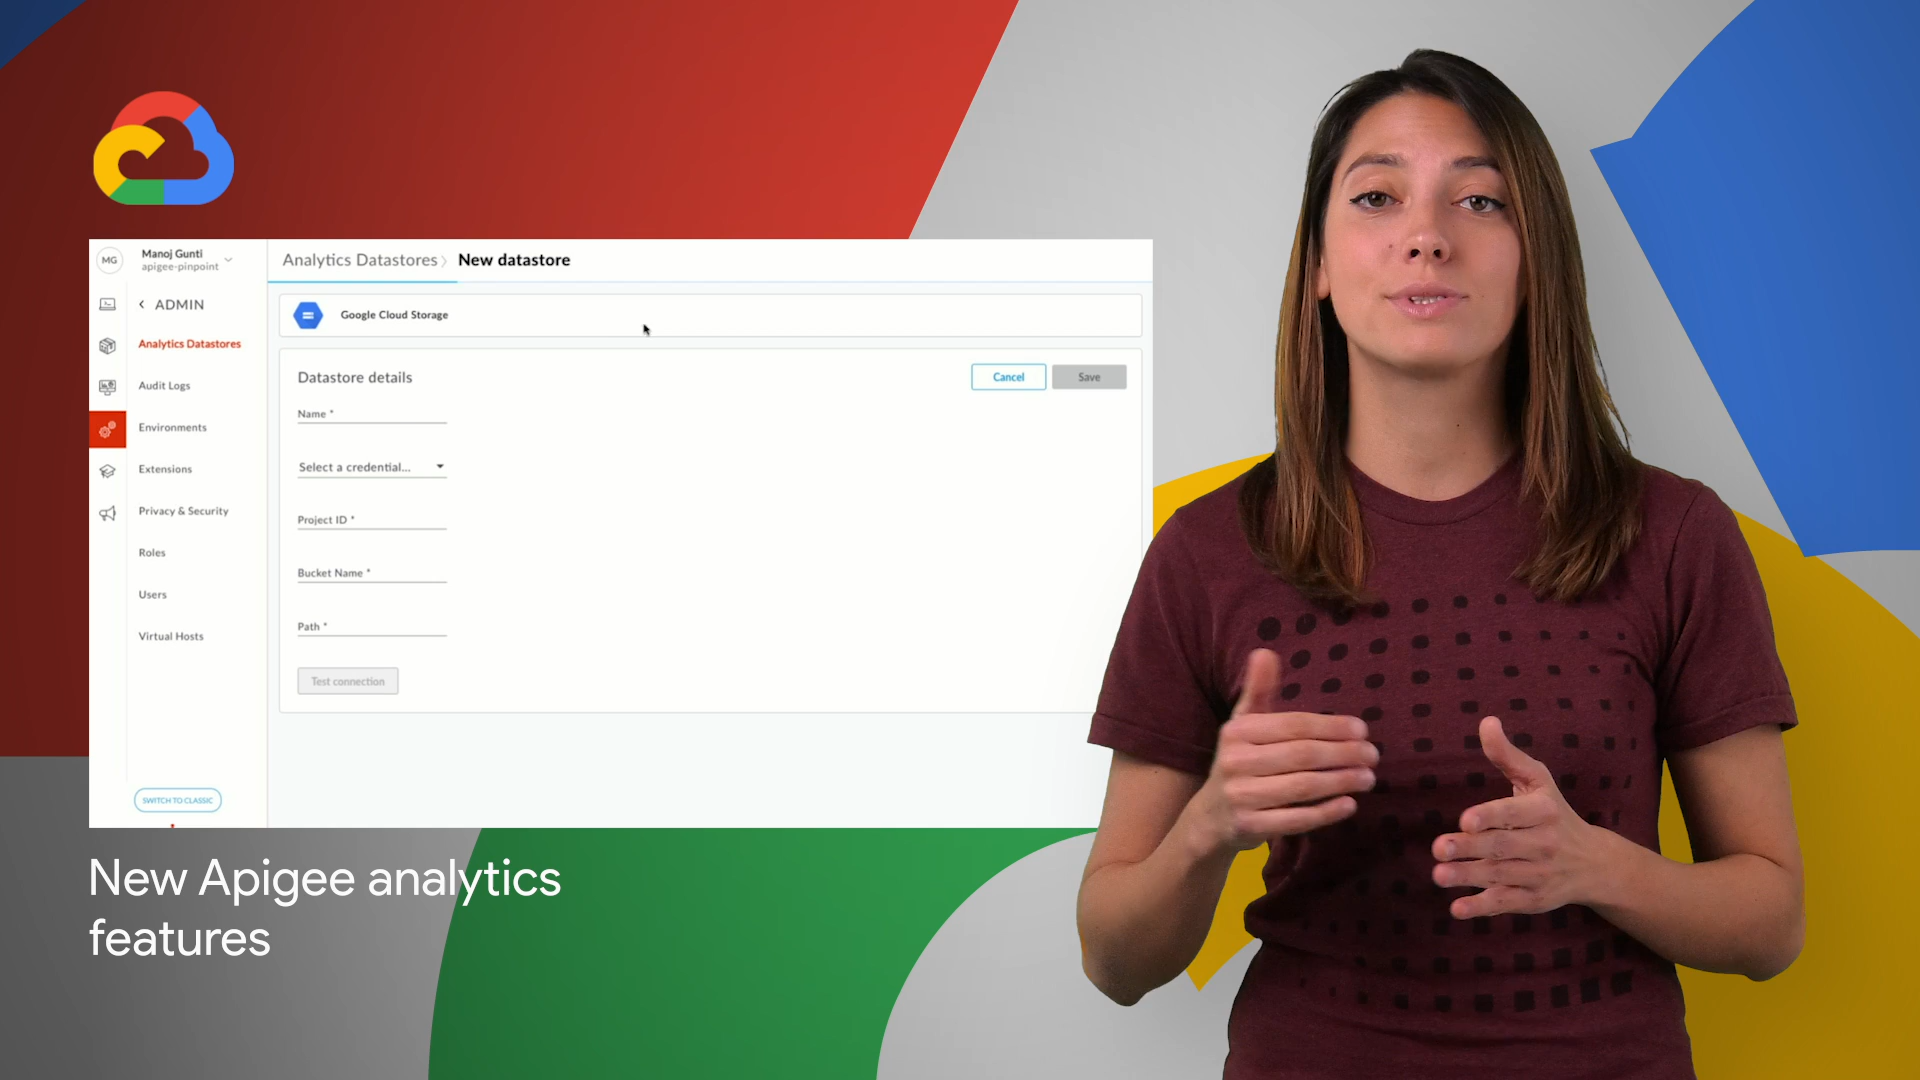 MG
Manoj Gunti
apigee-pinpoint
ADMIN
Analytics Datastores
Audit Logs
Environments
Extensions
Privacy & Security
Roles
Users
Virtual Hosts
SWITCH TO CLASSIC
Analytics Datastores
New datastore
Google Cloud Storage
Datastore details
Cancel
Save
Name *
Select a credential...
Project ID *
Bucket Name *
Path *
Test connection
New Apigee analytics
features